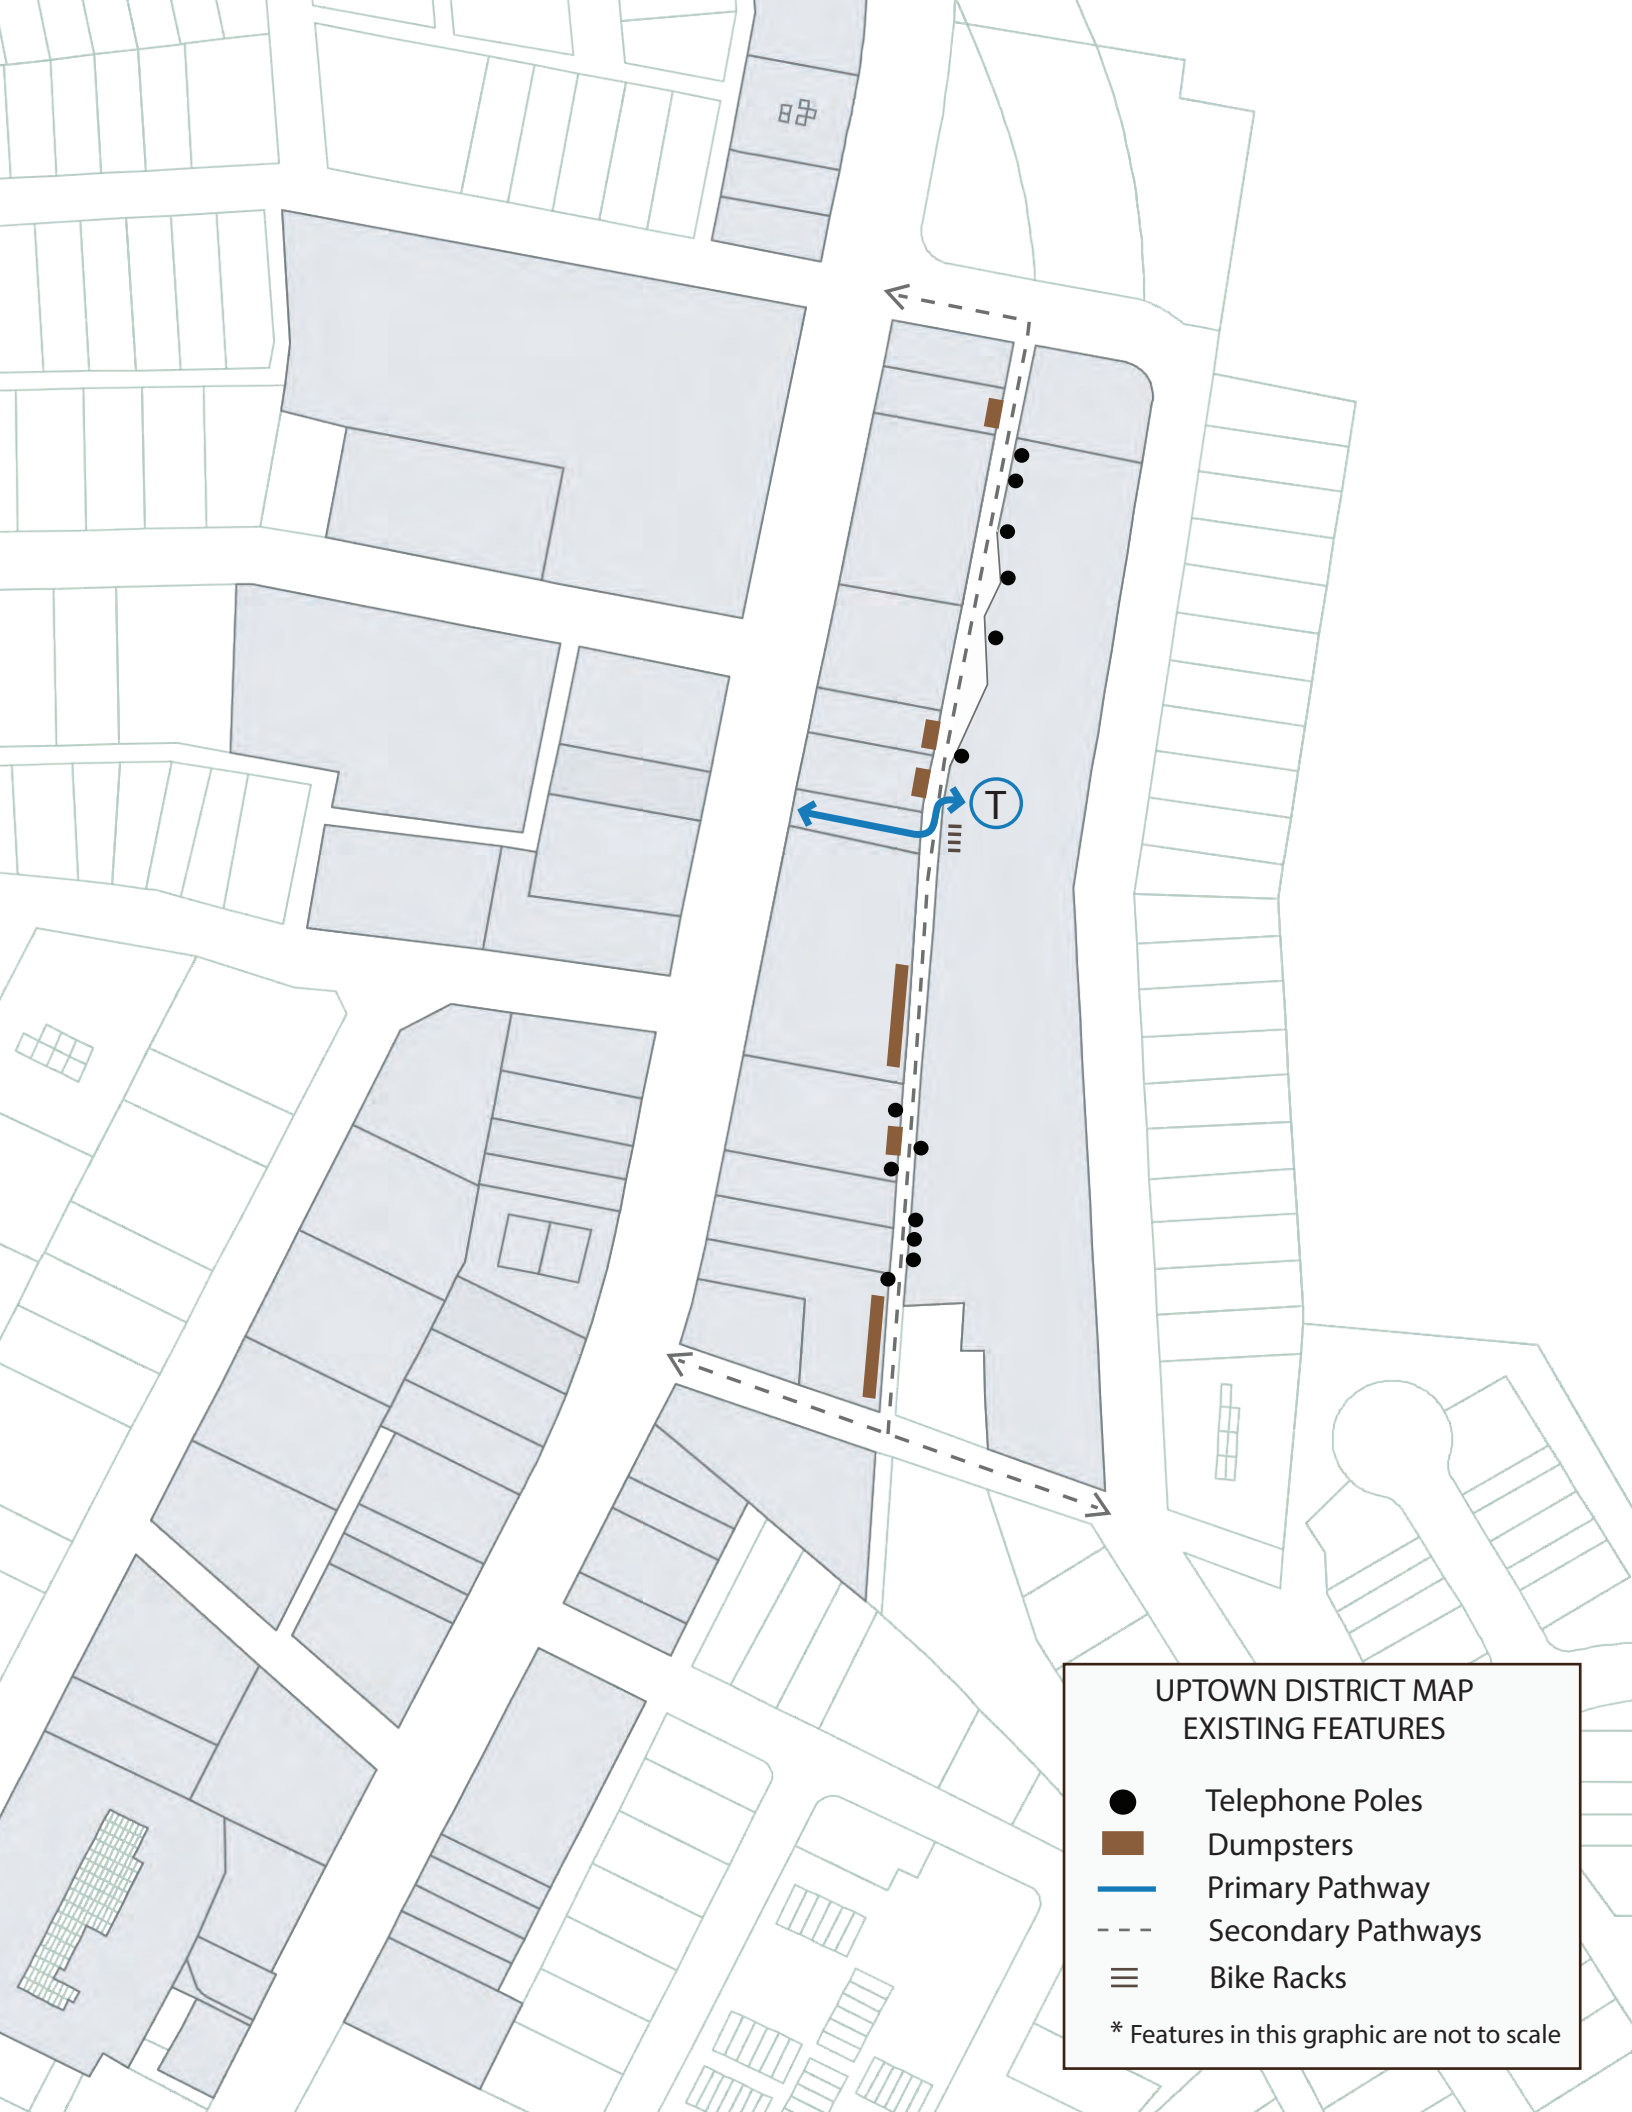 T
UPTOWN DISTRICT MAP
EXISTING FEATURES
Telephone Poles
Dumpsters
Primary Pathway
Secondary Pathways
Bike Racks
* Features in this graphic are not to scale